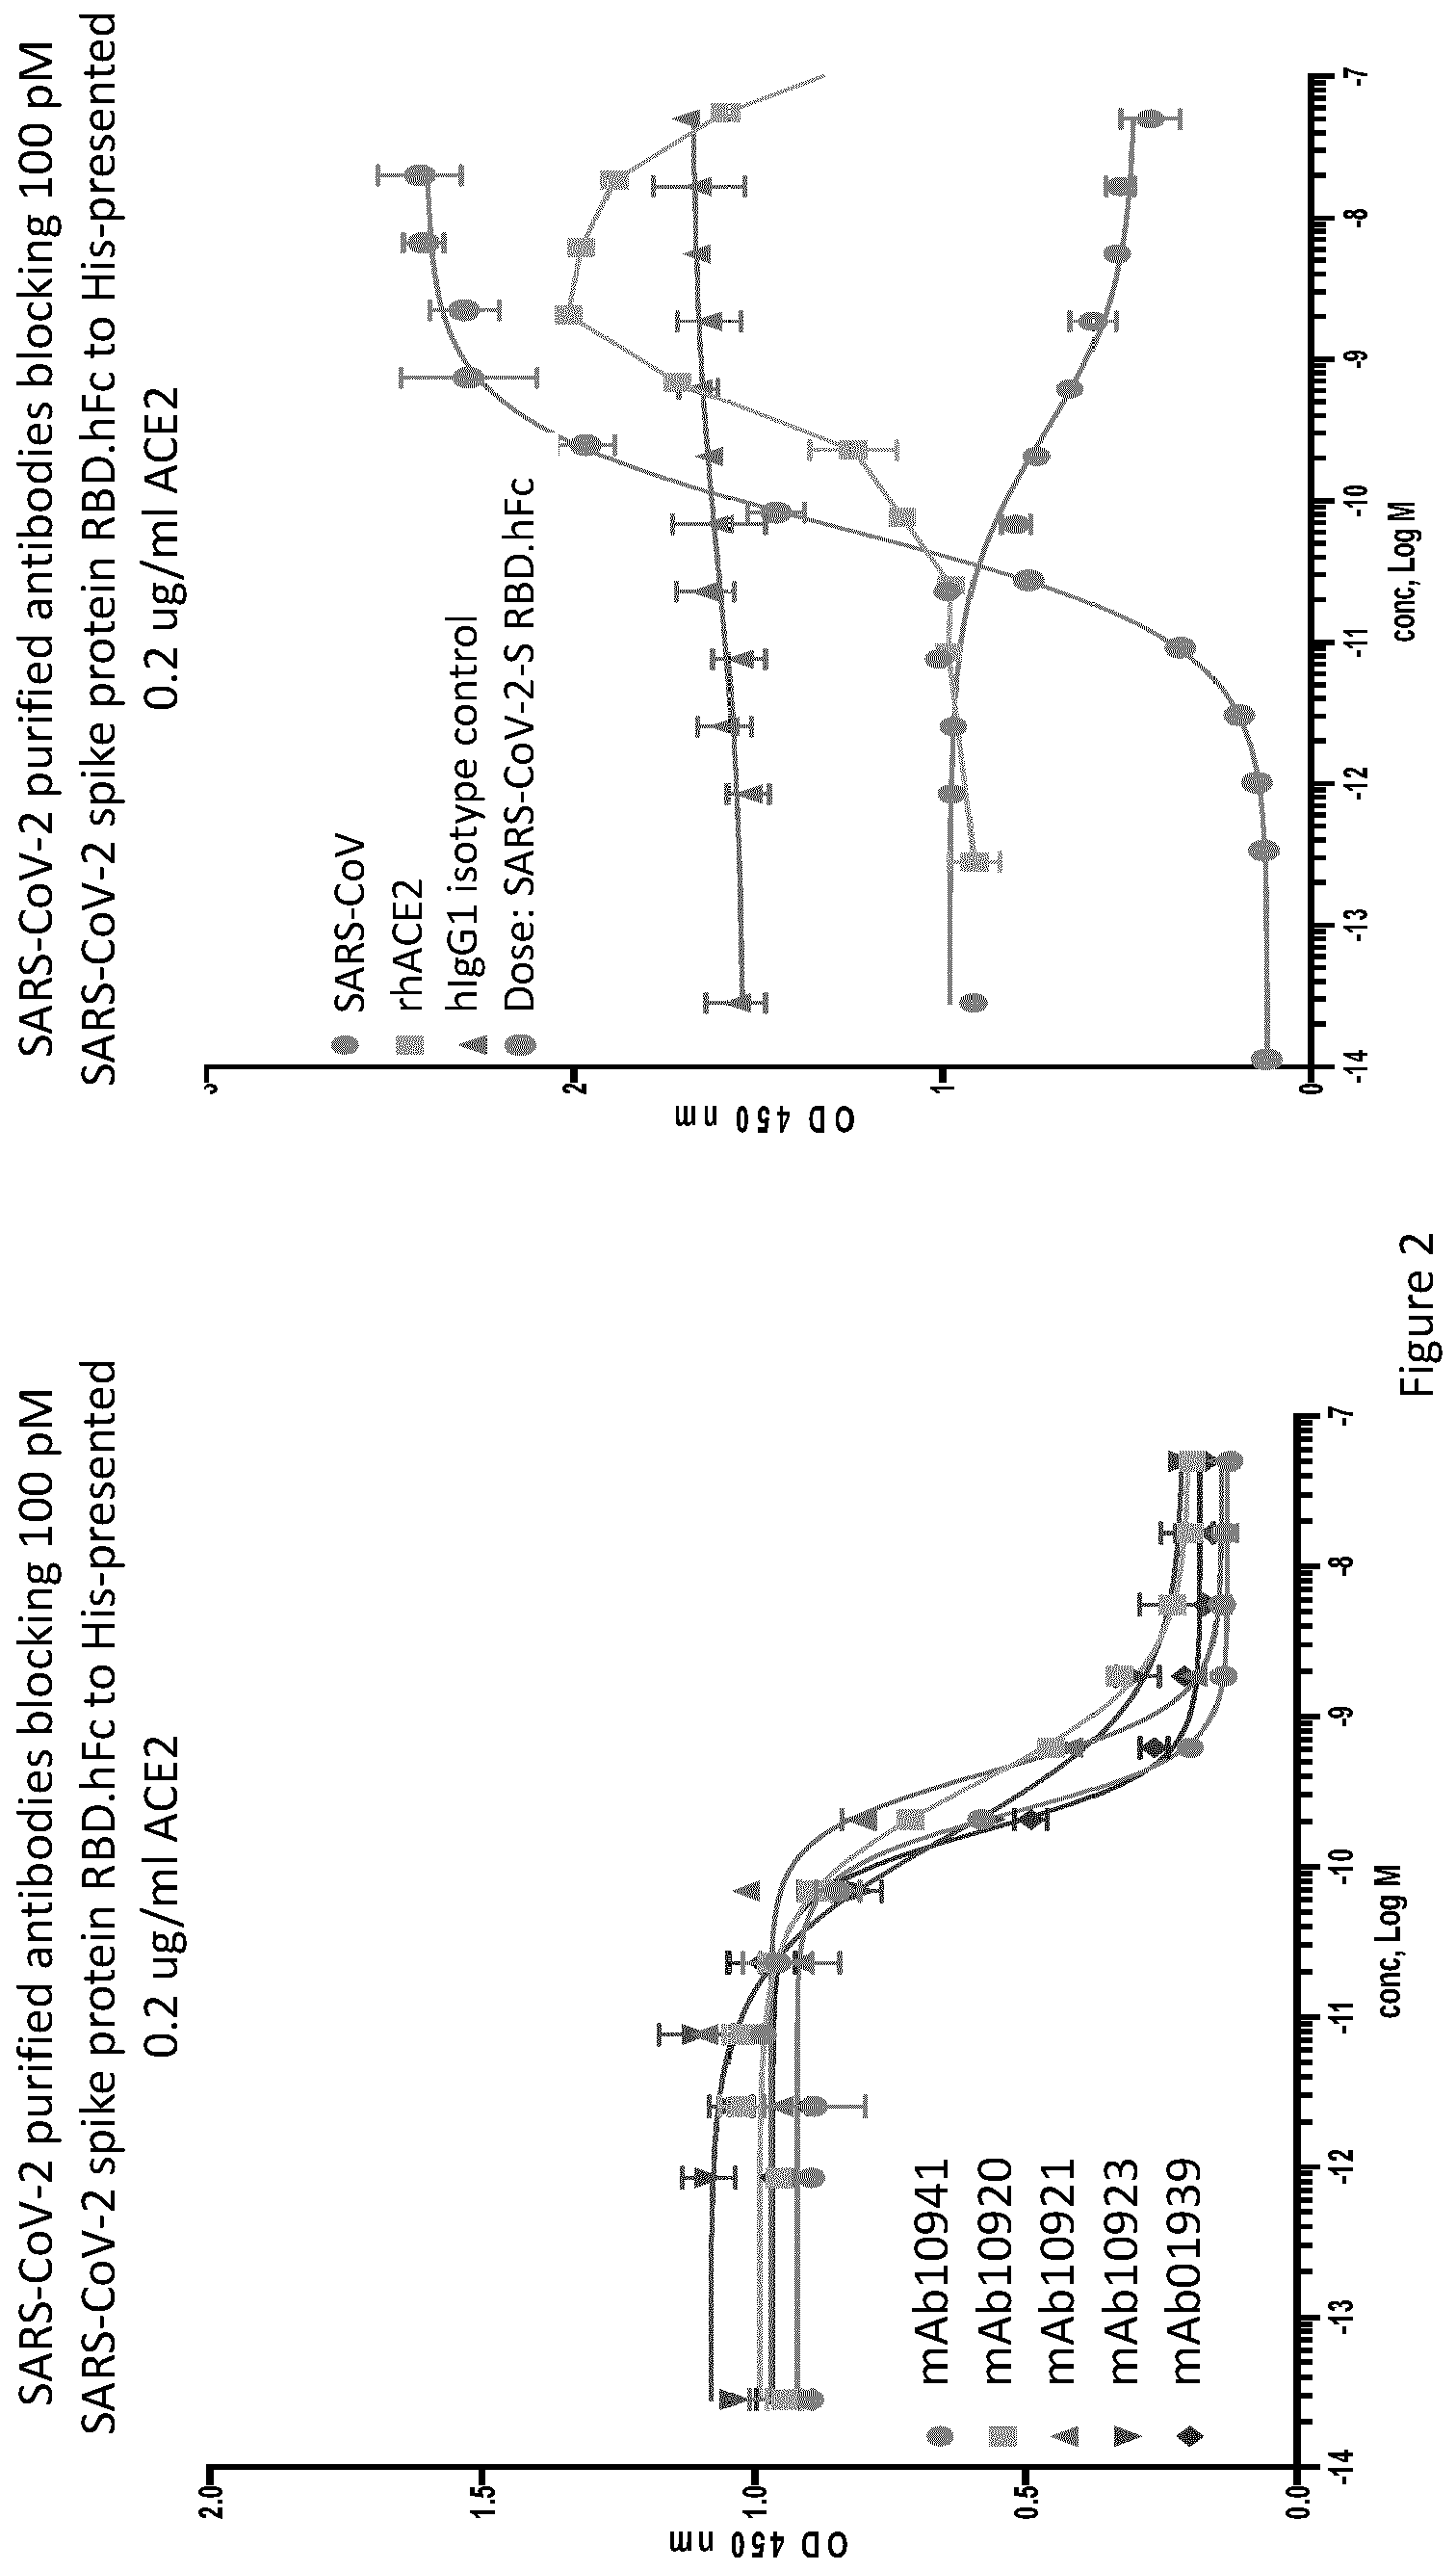 SARS-CoV-2 purified antibodies blocking 100 pM
SARS-CoV-2 spike protein RBD.hFc to His-presented
0.2 ug/ml ACE2
2.0
1.5
1.0
0.5
0.0
OD 450 nm
mAb10941
mAb10920
mAb10921
mAb10923
mAb01939
-14
-13
-12
-11
-10
-9
-8
-7
conc, Log M
SARS-CoV-2 purified antibodies blocking 100 pM
SARS-CoV-2 spike protein RBD.hFc to His-presented
0.2 ug/ml ACE2
3
2
1
0
OD 450 nm
SARS-CoV
rhACE2
hIgG1 isotype control
Dose: SARS-CoV-2-S RBD.hFc
-14
-13
-12
-11
-10
-9
-8
-7
conc, Log M
Figure 2